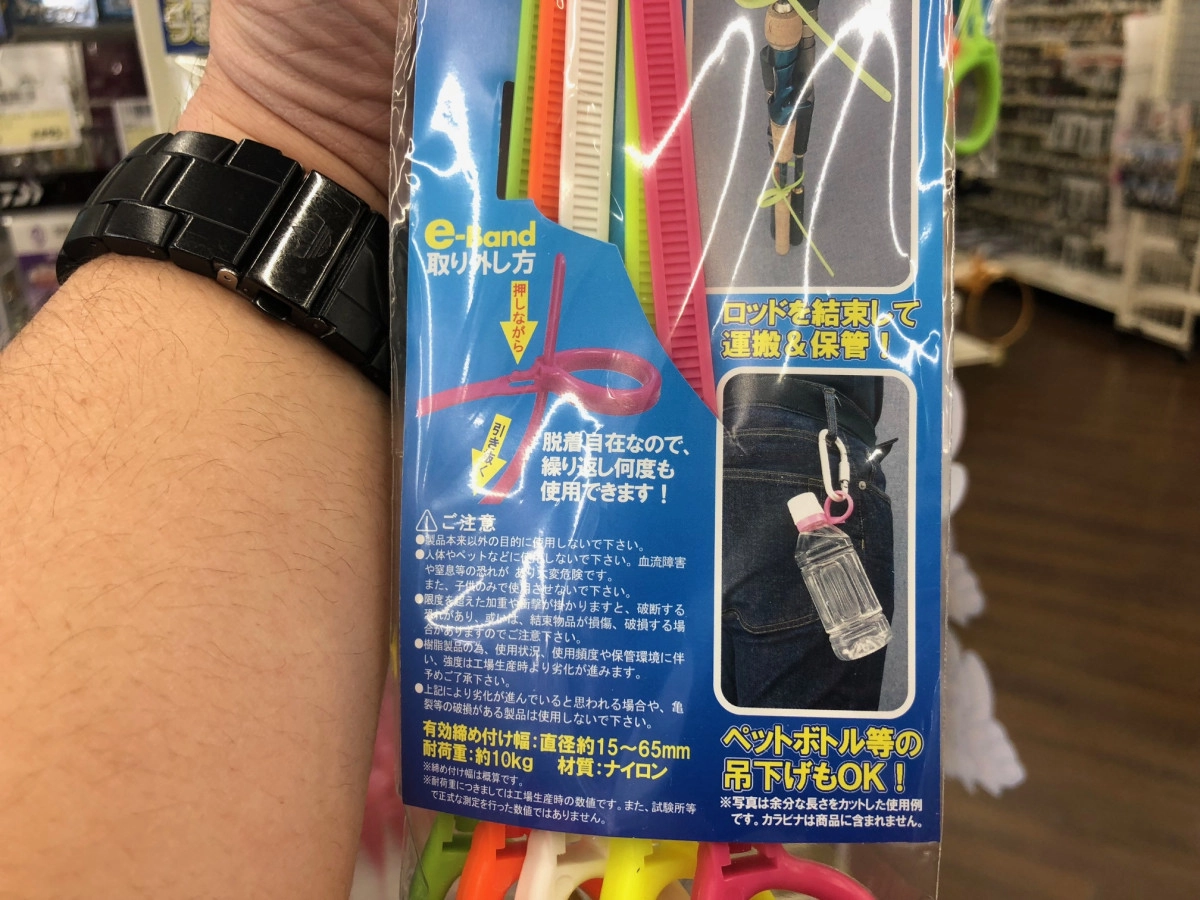 e-Band
取り外し方
押しながら
引き抜く
脱着自在なので、
繰り返し何度も
使用できます！
ロッドを結束して
運搬＆保管！
⚠ご注意
●製品本来以外の目的に使用しないで下さい。
●人体やペットなどに使用しないで下さい。血流障害
や窒息等の恐れが あり大変危険です。
また、子供のみで使用させないで下さい。
●限度を超えた加重や衝撃が掛かりますと、破断する
恐れがあり、或いは、結束物品が損傷、破損する場
合がありますのでご注意下さい。
●樹脂製品の為、使用状況、使用頻度や保管環境に伴
い、強度は工場生産時より劣化が進みます。
予めご了承下さい。
●上記により劣化が進んでいると思われる場合や、亀
裂等の破損がある製品は使用しないで下さい。
有効締め付け幅：直径約15～65mm
耐荷重：約10kg　材質：ナイロン
※締め付け幅は概算です。
※耐荷重につきましては工場生産時の数値です。また、試験所等
で正式な測定を行った数値ではありません。
ペットボトル等の
吊下げもOK！
※写真は余分な長さをカットした使用例
です。カラビナは商品に含まれません。